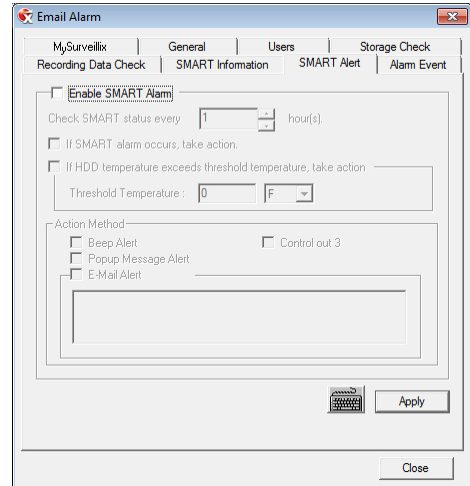 Email Alarm
MySurveillix General Users Storage Check
Recording Data Check SMART Information SMART Alert Alarm Event
Enable SMART Alarm
Check SMART status every 1 hour(s).
If SMART alarm occurs, take action.
If HDD temperature exceeds threshold temperature, take action
Threshold Temperature : 0 F
Action Method
Beep Alert Control out 3
Popup Message Alert
E-Mail Alert
Apply
Close